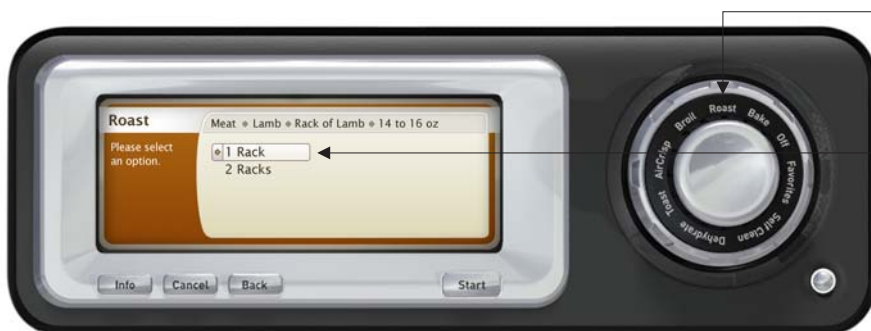 Roast
Meat ◆ Lamb ◆ Rack of Lamb ◆ 14 to 16 oz
Please select
an option.
◆ 1 Rack
2 Racks
Info
Cancel
Back
Start
Off
Bake
Roast
Broil
AirCrisp
Toast
Dehydrate
Self Clean
Favorites